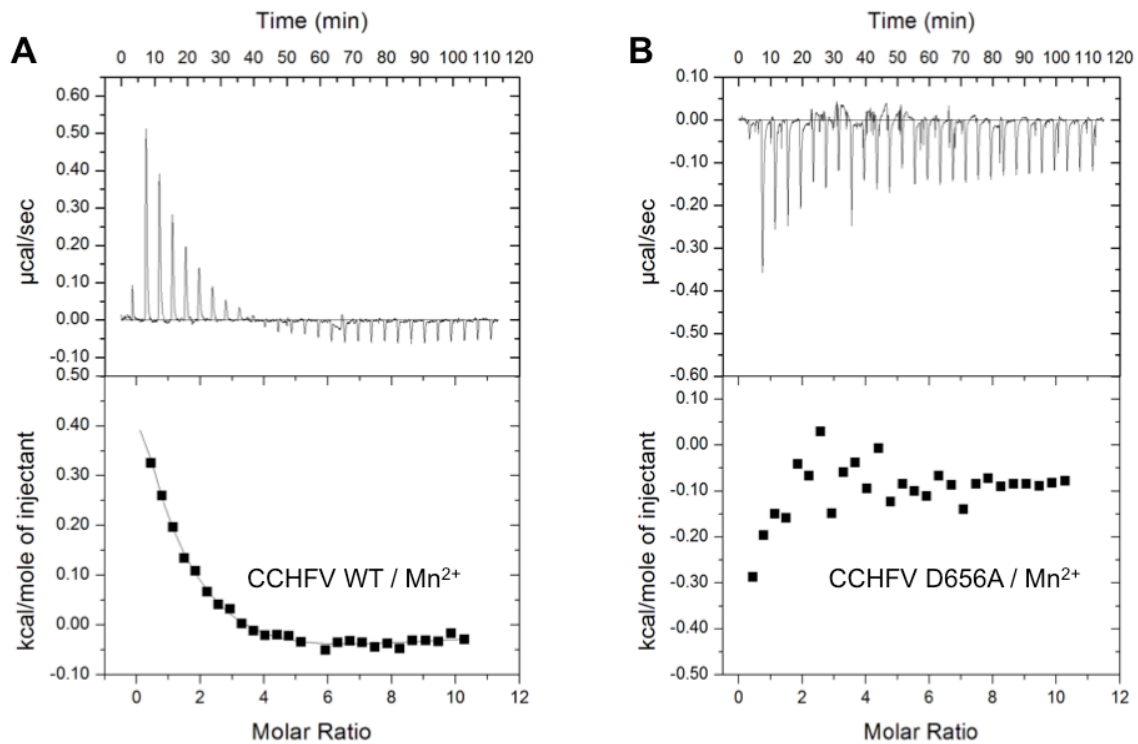 A
Time (min)
0 10 20 30 40 50 60 70 80 90 100 110 120
0.60
0.50
0.40
0.30
0.20
0.10
0.00
-0.10
µcal/sec
0.50
0.40
0.30
0.20
0.10
0.00
-0.10
kcal/mole of injectant
CCHFV WT / Mn²⁺
0 2 4 6 8 10 12
Molar Ratio
B
Time (min)
0 10 20 30 40 50 60 70 80 90 100 110 120
0.10
0.00
-0.10
-0.20
-0.30
-0.40
-0.50
-0.60
µcal/sec
0.10
0.00
-0.10
-0.20
-0.30
-0.40
-0.50
kcal/mole of injectant
CCHFV D656A / Mn²⁺
0 2 4 6 8 10 12
Molar Ratio